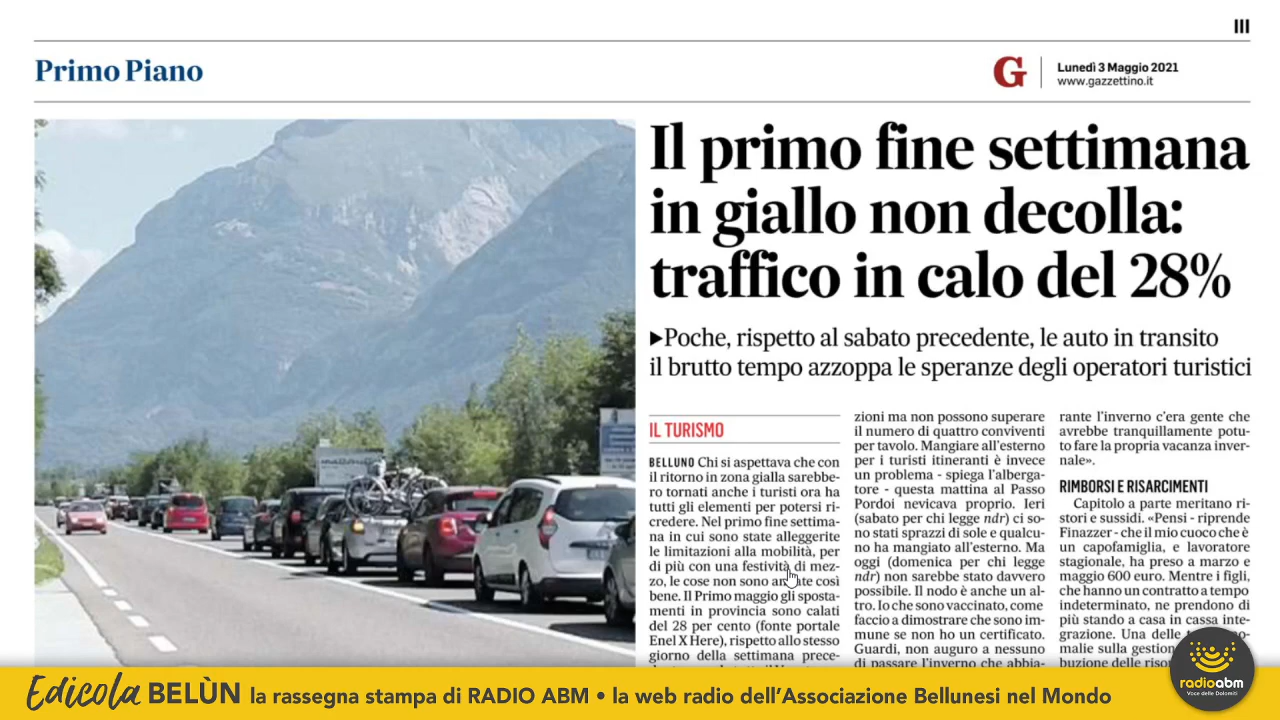 III
Primo Piano
G
Lunedì 3 Maggio 2021
www.gazzettino.it
Il primo fine settimana
in giallo non decolla:
traffico in calo del 28%
▶Poche, rispetto al sabato precedente, le auto in transito
il brutto tempo azzoppa le speranze degli operatori turistici
IL TURISMO
BELLUNO Chi si aspettava che con
il ritorno in zona gialla sarebbe-
ro tornati anche i turisti ora ha
tutti gli elementi per potersi ri-
credere. Nel primo fine settima-
na in cui sono state alleggerite
le limitazioni alla mobilità, per
di più con una festività di mez-
zo, le cose non sono andate così
bene. Il Primo maggio gli sposta-
menti in provincia sono calati
del 28 per cento (fonte portale
Enel X Here), rispetto allo stesso
giorno della settimana prece-
zioni ma non possono superare
il numero di quattro conviventi
per tavolo. Mangiare all'esterno
per i turisti itineranti è invece
un problema - spiega l'alberga-
tore - questa mattina al Passo
Pordoi nevicava proprio. Ieri
(sabato per chi legge ndr) ci so-
no stati sprazzi di sole e qualcu-
no ha mangiato all'esterno. Ma
oggi (domenica per chi legge
ndr) non sarebbe stato davvero
possibile. Il nodo è anche un al-
tro. Io che sono vaccinato, come
faccio a dimostrare che sono im-
mune se non ho un certificato.
Guardi, non auguro a nessuno
di passare l'inverno che abbia-
rante l'inverno c'era gente che
avrebbe tranquillamente potu-
to fare la propria vacanza inver-
nale».
RIMBORSI E RISARCIMENTI
Capitolo a parte meritano ri-
stori e sussidi. «Pensi - riprende
Finazzer - che il mio cuoco che è
un capofamiglia, e lavoratore
stagionale, ha preso a marzo e
maggio 600 euro. Mentre i figli,
che hanno un contratto a tempo
indeterminato, ne prendono di
più stando a casa in cassa inte-
grazione. Una delle
malie sulla gestion
buzione delle risor
Edicola BELÙN la rassegna stampa di RADIO ABM • la web radio dell'Associazione Bellunesi nel Mondo
radioabm
Voce delle Dolomiti